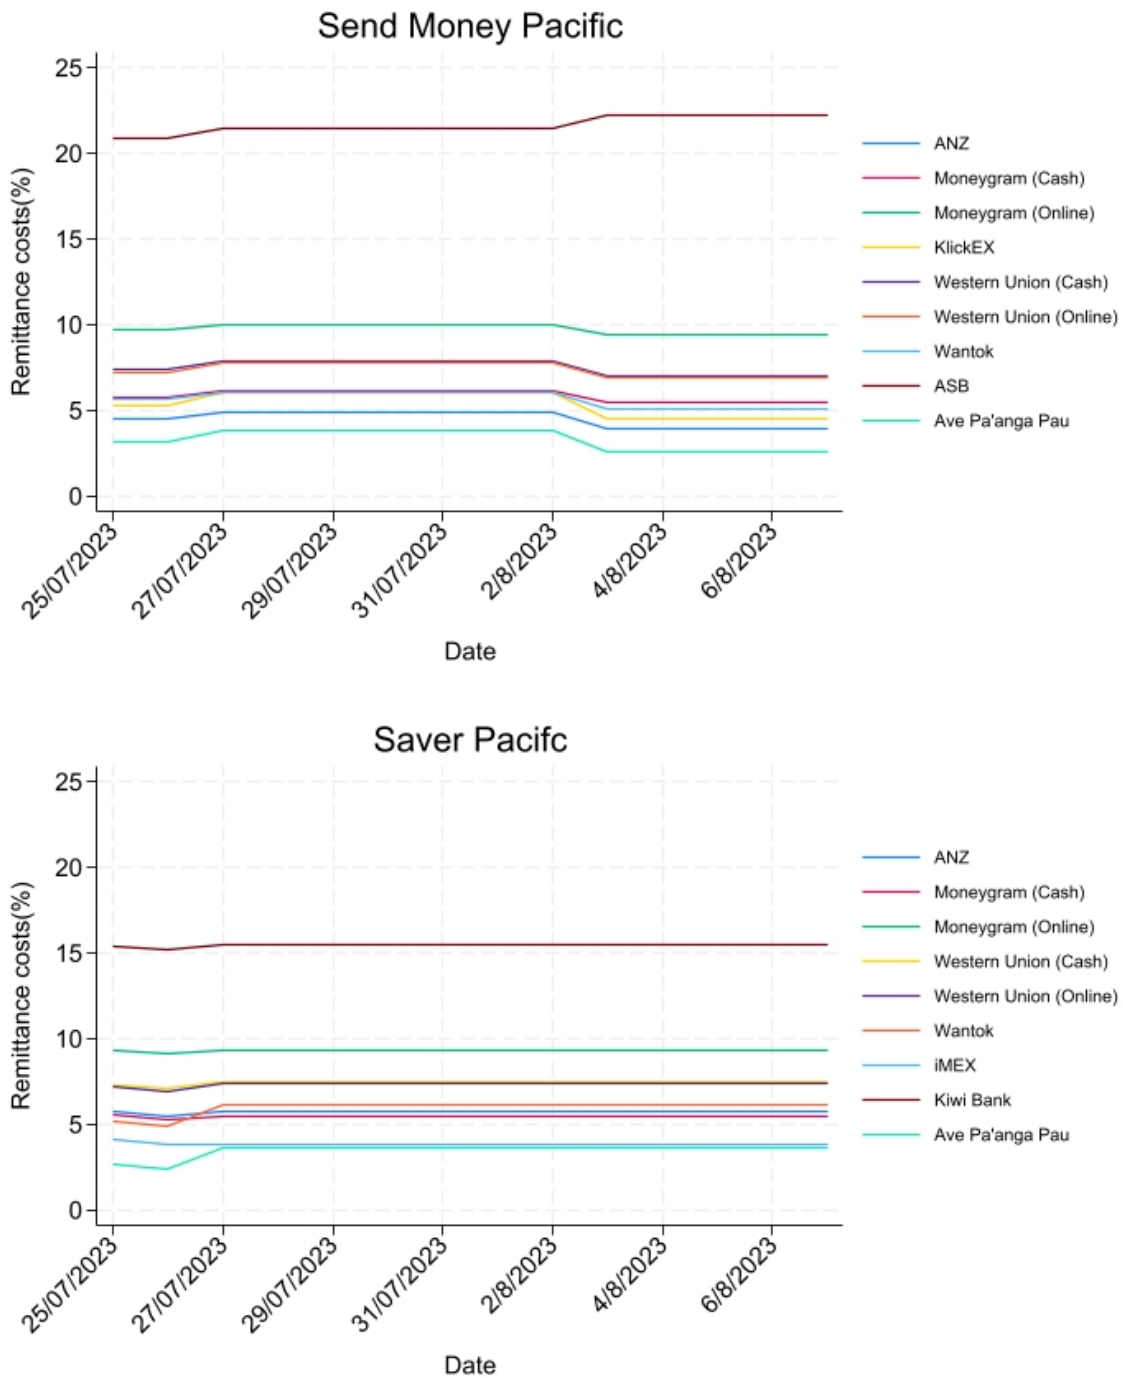 Send Money Pacific
Remittance costs(%)
25
20
15
10
5
0
25/07/2023
27/07/2023
29/07/2023
31/07/2023
2/8/2023
4/8/2023
6/8/2023
Date
ANZ
Moneygram (Cash)
Moneygram (Online)
KlickEX
Western Union (Cash)
Western Union (Online)
Wantok
ASB
Ave Pa'anga Pau
Saver Pacifc
Remittance costs(%)
25
20
15
10
5
0
25/07/2023
27/07/2023
29/07/2023
31/07/2023
2/8/2023
4/8/2023
6/8/2023
Date
ANZ
Moneygram (Cash)
Moneygram (Online)
Western Union (Cash)
Western Union (Online)
Wantok
iMEX
Kiwi Bank
Ave Pa'anga Pau